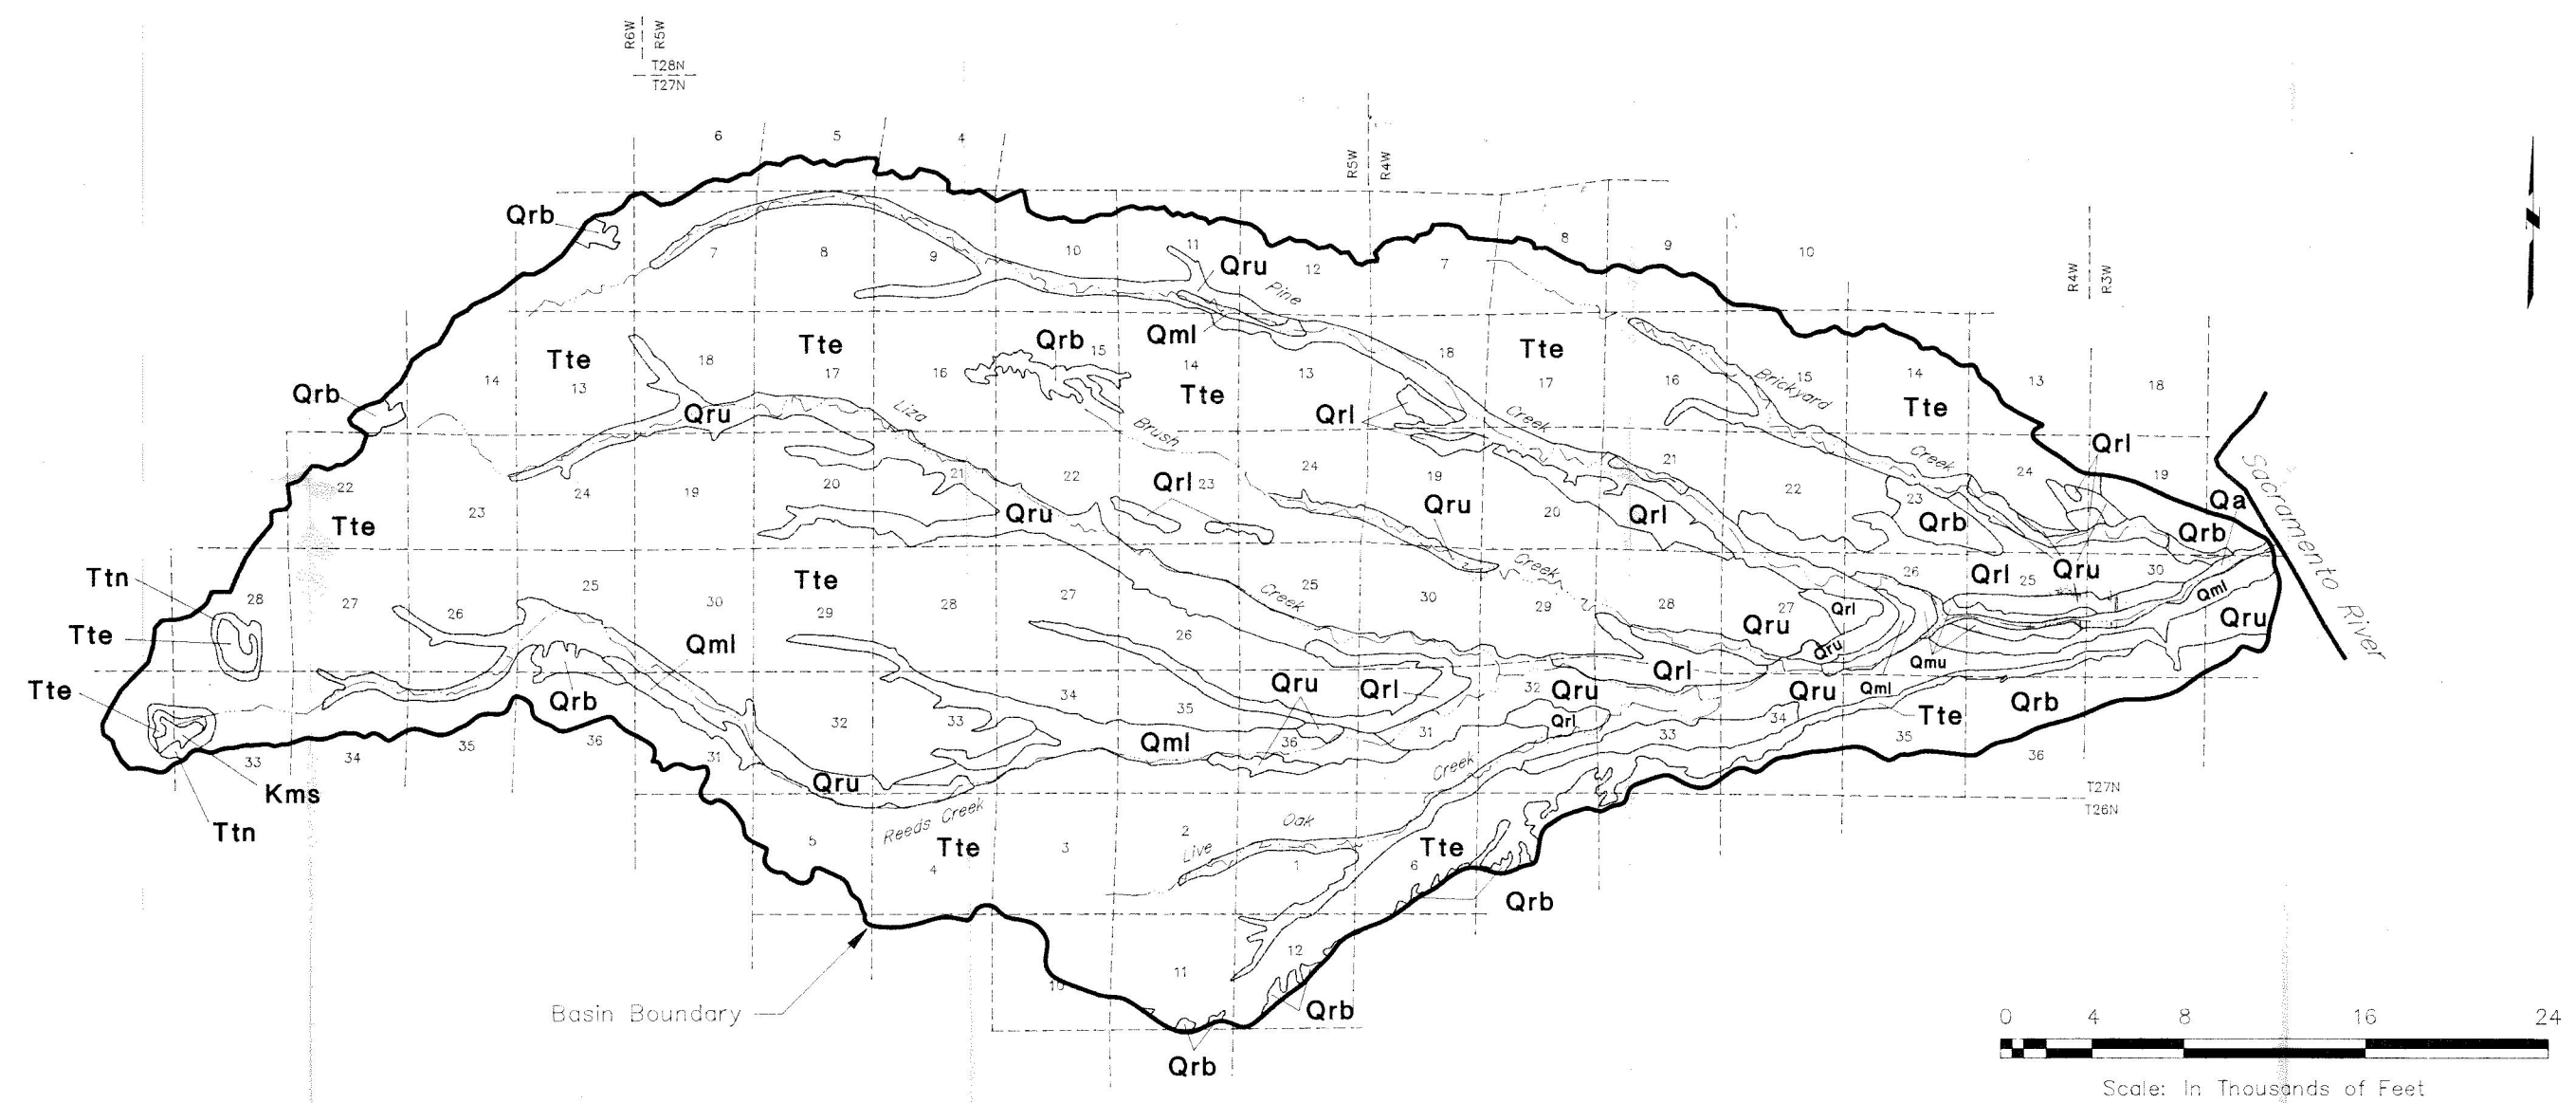 R6W R5W
T28N
T27N
6 5 4
R5W R4W
Qrb
7 8 9 10 11 Qru 12 7 8 9 10
Pine
R4W R3W
Tte 18 Tte Qrb 15 Qml 18 Tte
14 13 17 16 14 13 17 16 15 14 13 18
Brickyard
Qrb Qru Liza Tte Qrl Creek Tte
Brush
Creek Qrl
22 23 24 19 20 21 22 Qrl 23 24 19 20 21 22 23 24 19
Tte Qru Qru Qrl Qrb Qa
Qrb
Sacramento River
Ttn
28 27 26 25 30 Tte 29 28 27 26 25 30 29 28 27 26 Qrl 25 Qru 30
Creek Creek
Qml
Qrl
Tte Qml Qru Qru Qru
Qmu
Tte Qrb 34 35 Qru Qrl 32 Qru Qrl Qru Qml Qrb
33 34 35 36 31 32 33 Qml 36 31 Qrl 33 34 Tte 35 36
Kms Qru
Creek
T27N
T26N
Ttn
Reeds Creek
Live Oak
5 4 Tte 3 2 1 Tte 6
Qrb
12
11
10
Basin Boundary
Qrb
Qrb
0 4 8 16 24
Scale: In Thousands of Feet